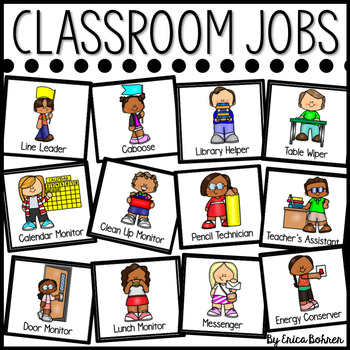 CLASSROOM JOBS
Line Leader
Caboose
Library Helper
Table Wiper
CALENDAR
Calendar Monitor
Clean Up Monitor
Pencil Technician
Teacher's Assistant
Door Monitor
Lunch Monitor
Messenger
Energy Conserver
By Erica Bohrer